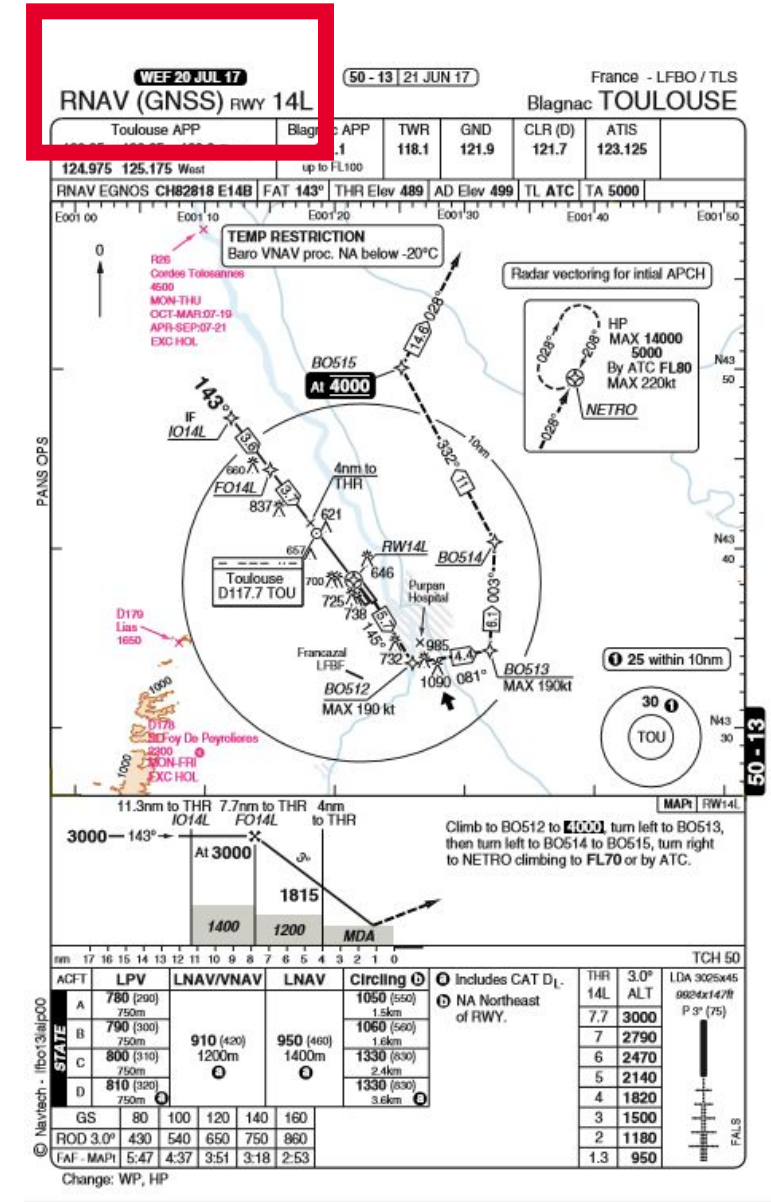 WEF 20 JUL 17
50 - 13 21 JUN 17
France - LFBO / TLS
RNAV (GNSS) RWY 14L
Blagnac TOULOUSE
Toulouse APP
Blagnac APP
TWR
GND
CLR (D)
ATIS
.1
118.1
121.9
121.7
123.125
124.975 125.175 West
up to FL100
RNAV EGNOS CH82818 E14B FAT 143° THR Elev 489 AD Elev 499 TL ATC TA 5000
E001 00
E001 10
E001 20
E001 30
E001 40
E001 50
0
R26
Cordes Tolosannes
4500
MON-THU
OCT-MAR:07-19
APR-SEP:07-21
EXC HOL
TEMP RESTRICTION
Baro VNAV proc. NA below -20°C
028°
14.6
Radar vectoring for intial APCH
028°
208°
HP
MAX 14000
5000
By ATC FL80
MAX 220kt
NETRO
028°
N43
50
BO515
At 4000
143°
IF
IO14L
3.6
660
FO14L
3.7
837
4nm to
THR
621
10nm
332°
11
PANS OPS
657
Toulouse
D117.7 TOU
700
RW14L
646
725
738
BO514
N43
40
Purpan
Hospital
5.7
145°
003°
6.1
D179
Lias
1650
Francazal
LFBF
732
985
4.4
1090
081°
BO512
MAX 190 kt
BO513
MAX 190kt
1 25 within 10nm
30 1
TOU
N43
30
1000
1000
D178
St Foy De Peyrolieres
2300
MON-FRI
EXC HOL
50 - 13
MAPt RW14L
11.3nm to THR
IO14L
7.7nm to THR
FO14L
4nm
to THR
3000 143°
At 3000
3°
1815
1400
1200
MDA
Climb to BO512 to 4000, turn left to BO513,
then turn left to BO514 to BO515, turn right
to NETRO climbing to FL70 or by ATC.
nm 17 16 15 14 13 12 11 10 9 8 7 6 5 4 3 2 1 0
TCH 50
ACFT LPV LNAV/VNAV LNAV Circling b
STATE
A 780 (290) 750m 1050 (550) 1.5km
B 790 (300) 750m 1060 (560) 1.6km
910 (420) 1200m a
950 (460) 1400m a
C 800 (310) 750m 1330 (830) 2.4km
D 810 (320) 750m a 1330 (830) 3.6km a
a Includes CAT DL.
b NA Northeast
of RWY.
GS 80 100 120 140 160
ROD 3.0° 430 540 650 750 860
FAF - MAPt 5:47 4:37 3:51 3:18 2:53
THR 14L 3.0° ALT
7.7 3000
7 2790
6 2470
5 2140
4 1820
3 1500
2 1180
1.3 950
LDA 3025x45
9924x147ft
P 3° (75)
FALS
© Navtech - lfbo13iaip00
Change: WP, HP